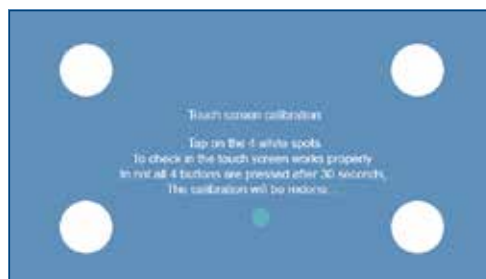 Touch screen calibration
Tap on the 4 white spots
To check in the touch screen works properly
In not all 4 buttons are pressed after 30 seconds,
The calibration will be redone.